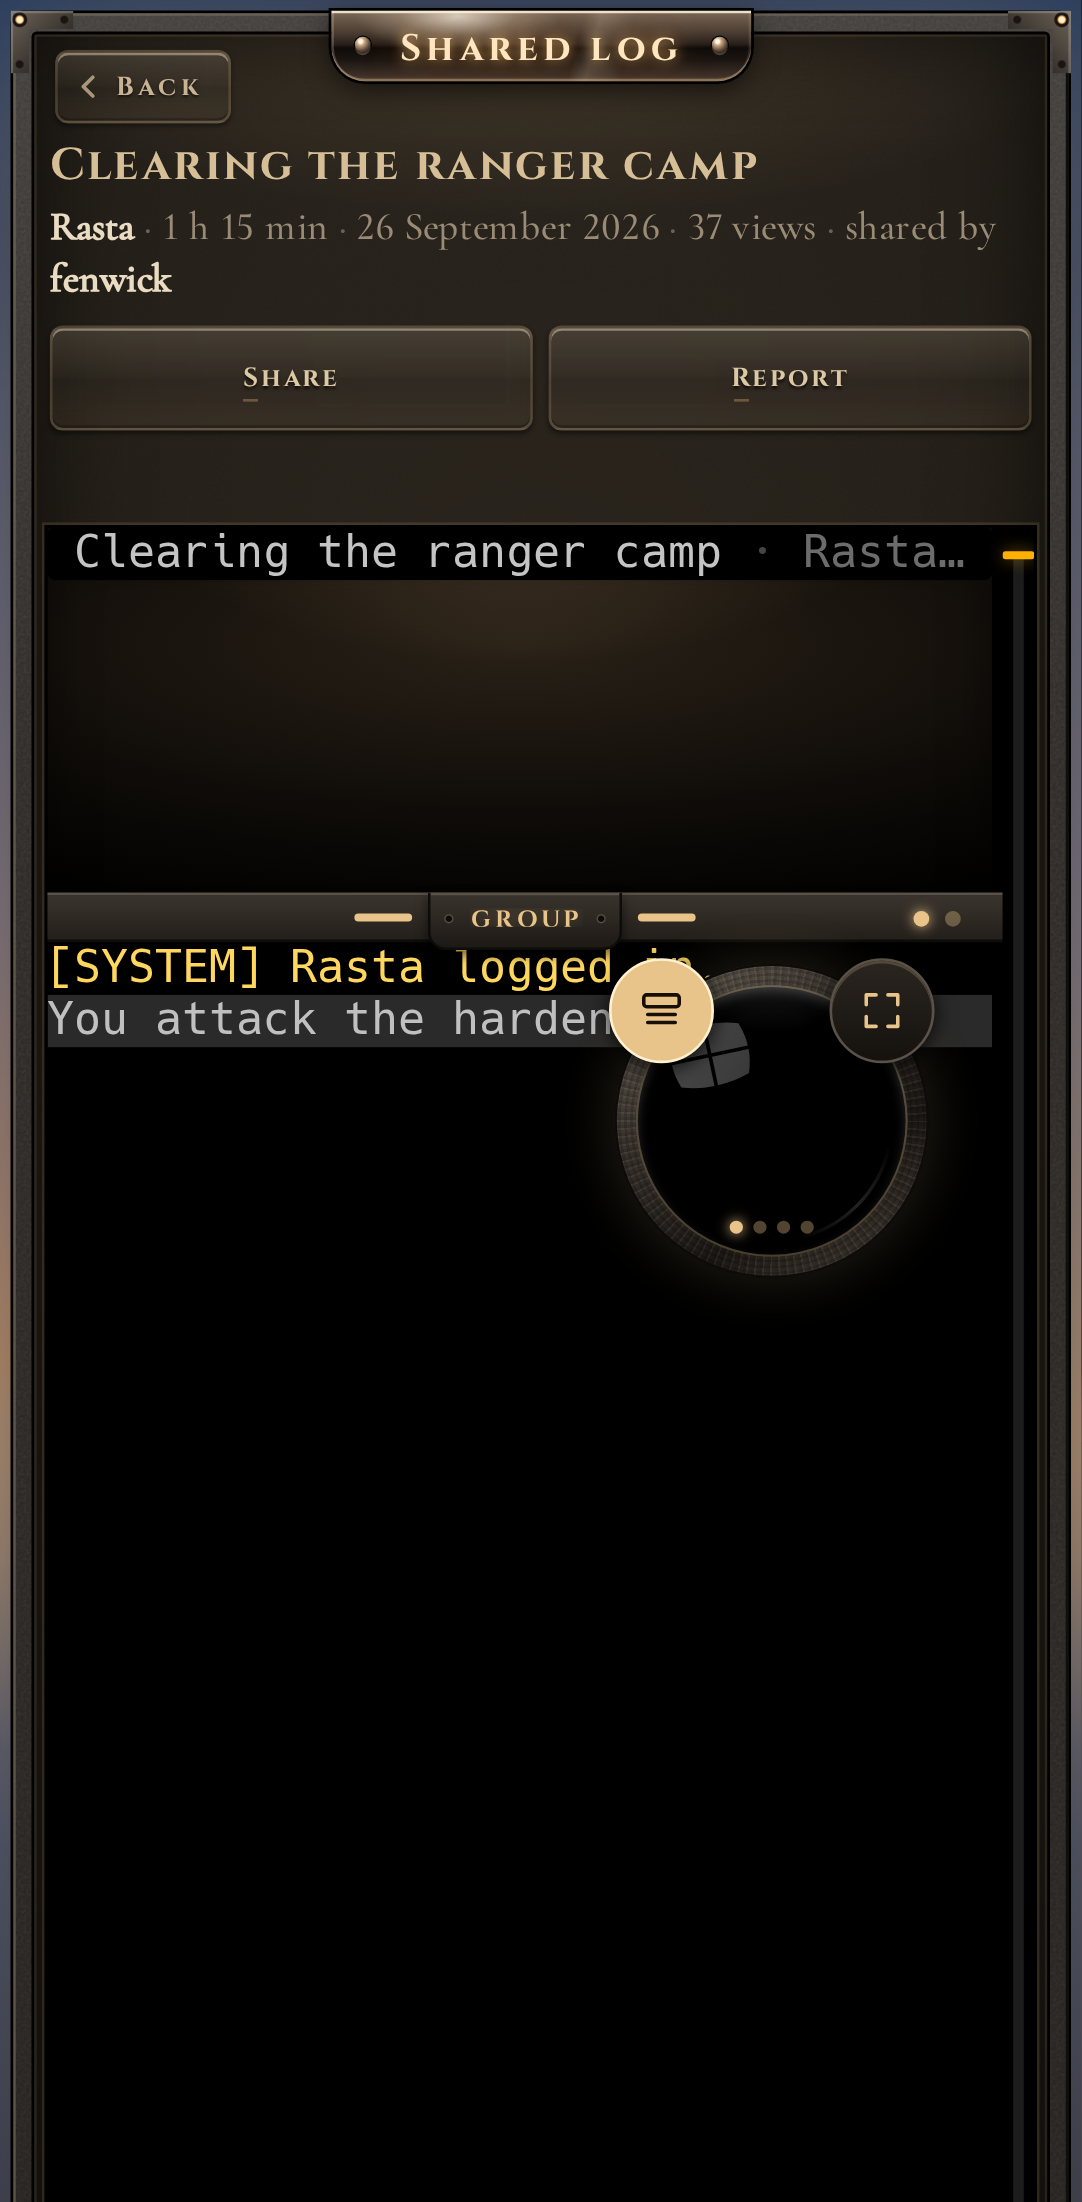 SHARED LOG
BACK
CLEARING THE RANGER CAMP
Rasta · 1 h 15 min · 26 September 2026 · 37 views · shared by
fenwick
SHARE
REPORT
Clearing the ranger camp · Rasta…
GROUP
[SYSTEM] Rasta logged in.
You attack the harden